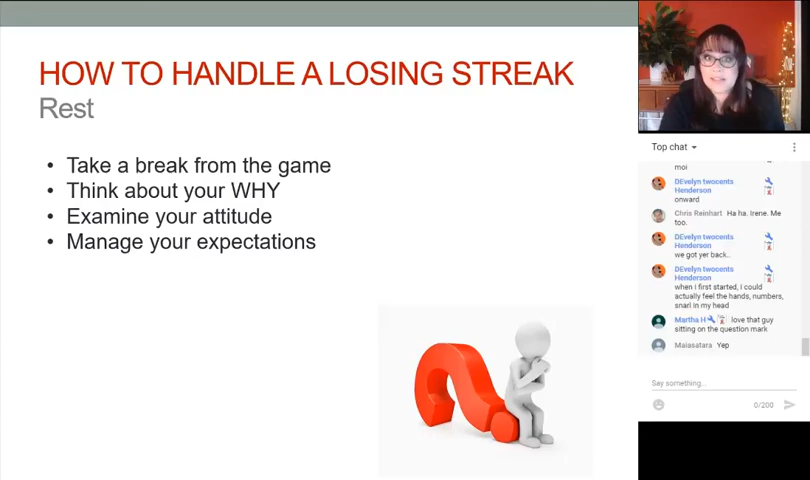 HOW TO HANDLE A LOSING STREAK
Rest
• Take a break from the game
• Think about your WHY
• Examine your attitude
• Manage your expectations
Top chat
moi
DEvelyn twocents
Henderson
onward
Chris Reinhart Ha ha. Irene. Me
too.
DEvelyn twocents
Henderson
we got yer back..
DEvelyn twocents
Henderson
when i first started, i could
actually feel the hands, numbers,
snarl in my head
Martha H love that guy
sitting on the question mark
Maiasatara Yep
Say something...
0/200